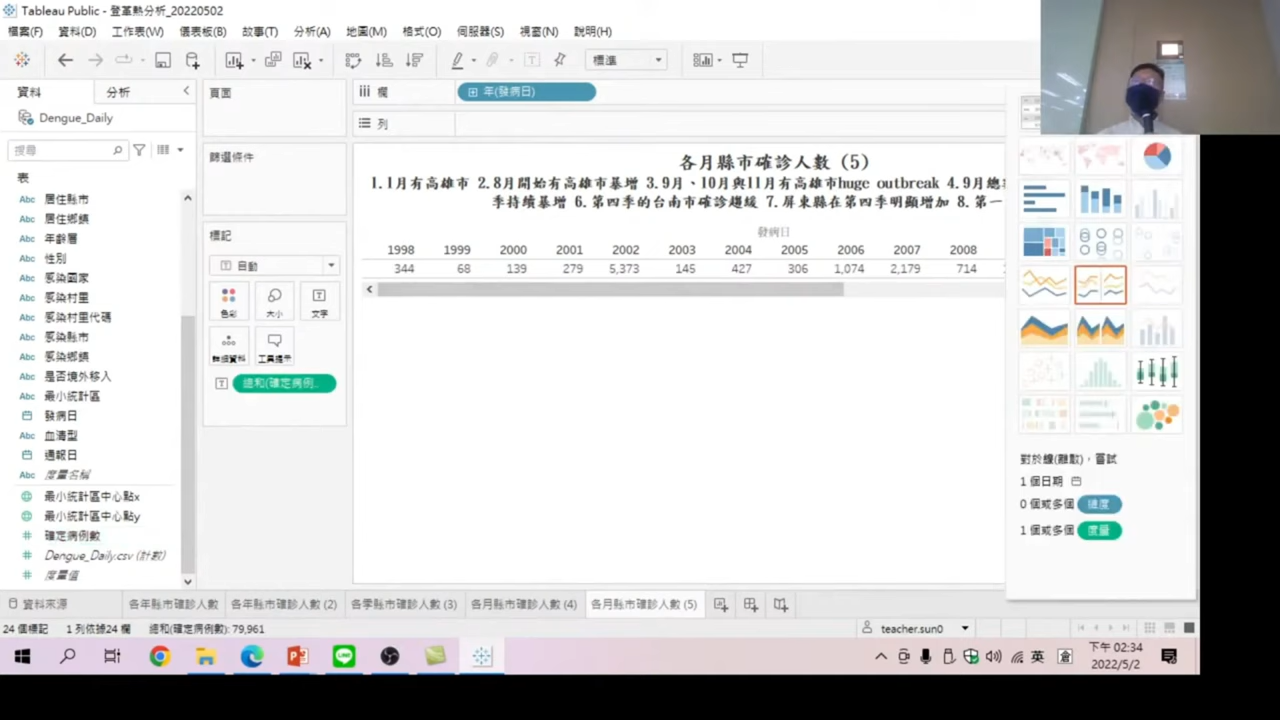 Tableau Public - 登革熱分析_20220502
檔案(F) 資料(D) 工作表(W) 儀表板(B) 故事(T) 分析(A) 地圖(M) 格式(O) 伺服器(S) 視窗(N) 說明(H)
標準
資料 分析
Dengue_Daily
搜尋
表
Abc 居住縣市
Abc 居住鄉鎮
Abc 年齡層
Abc 性別
Abc 感染國家
Abc 感染村里
Abc 感染村里代碼
Abc 感染縣市
Abc 感染鄉鎮
Abc 是否境外移入
Abc 最小統計區
發病日
Abc 血清型
通報日
Abc 度量名稱
最小統計區中心點x
最小統計區中心點y
# 確定病例數
# Dengue_Daily.csv (計數)
# 度量值
頁面
篩選條件
標記
自動
色彩 大小 文字
詳細資料 工具提示
總和(確定病例..
欄 年(發病日)
列
各月縣市確診人數 (5)
1.1月有高雄市 2.8月開始有高雄市暴增 3.9月、10月與11月有高雄市huge outbreak 4.9月總
季持續暴增 6.第四季的台南市確診趨緩 7.屏東縣在第四季明顯增加 8.第一
發病日
1998 1999 2000 2001 2002 2003 2004 2005 2006 2007 2008
344 68 139 279 5,373 145 427 306 1,074 2,179 714
對於線(離散)，嘗試
1 個日期
0 個或多個 維度
1 個或多個 度量
資料來源 各年縣市確診人數 各年縣市確診人數 (2) 各季縣市確診人數 (3) 各月縣市確診人數 (4) 各月縣市確診人數 (5)
24 個標記 1 列依據24 欄 總和(確定病例數): 79,961
teacher.sun0
英
下午 02:34
2022/5/2